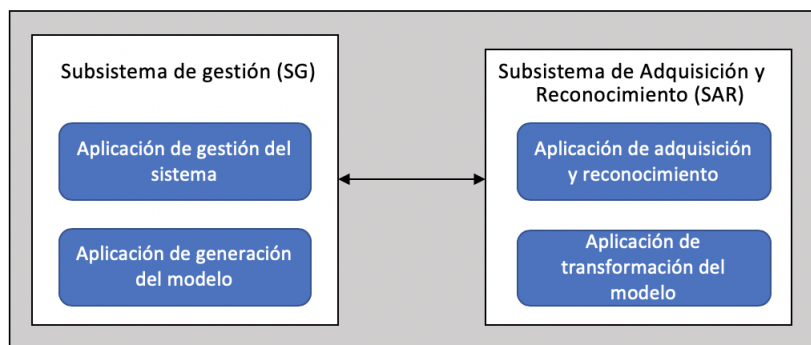 Subsistema de gestión (SG)
Aplicación de gestión del
sistema
Aplicación de generación
del modelo
Subsistema de Adquisición y
Reconocimiento (SAR)
Aplicación de adquisición
y reconocimiento
Aplicación de
transformación del
modelo